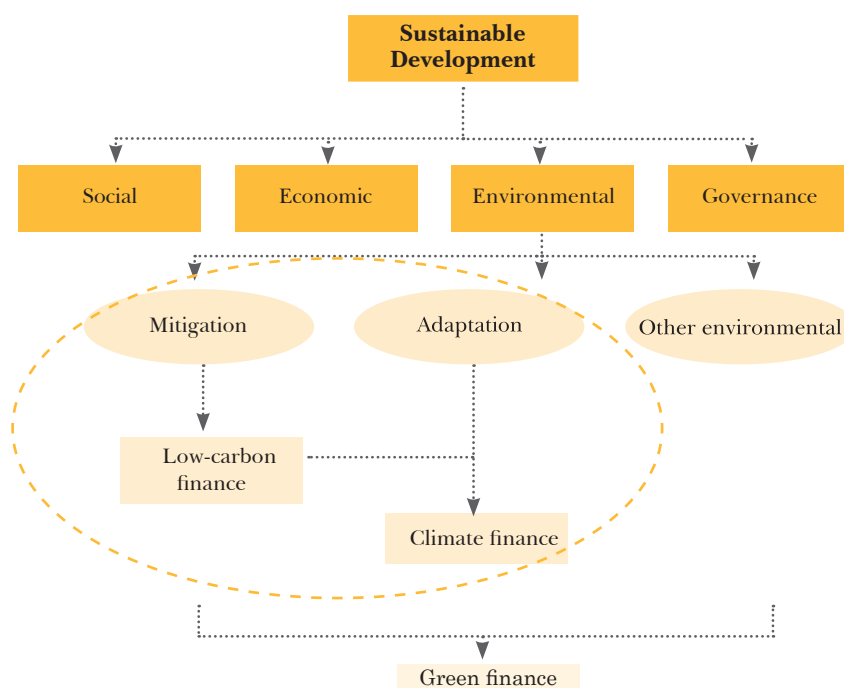 Sustainable
Development
Social
Economic
Environmental
Governance
Mitigation
Adaptation
Other environmental
Low-carbon
finance
Climate finance
Green finance